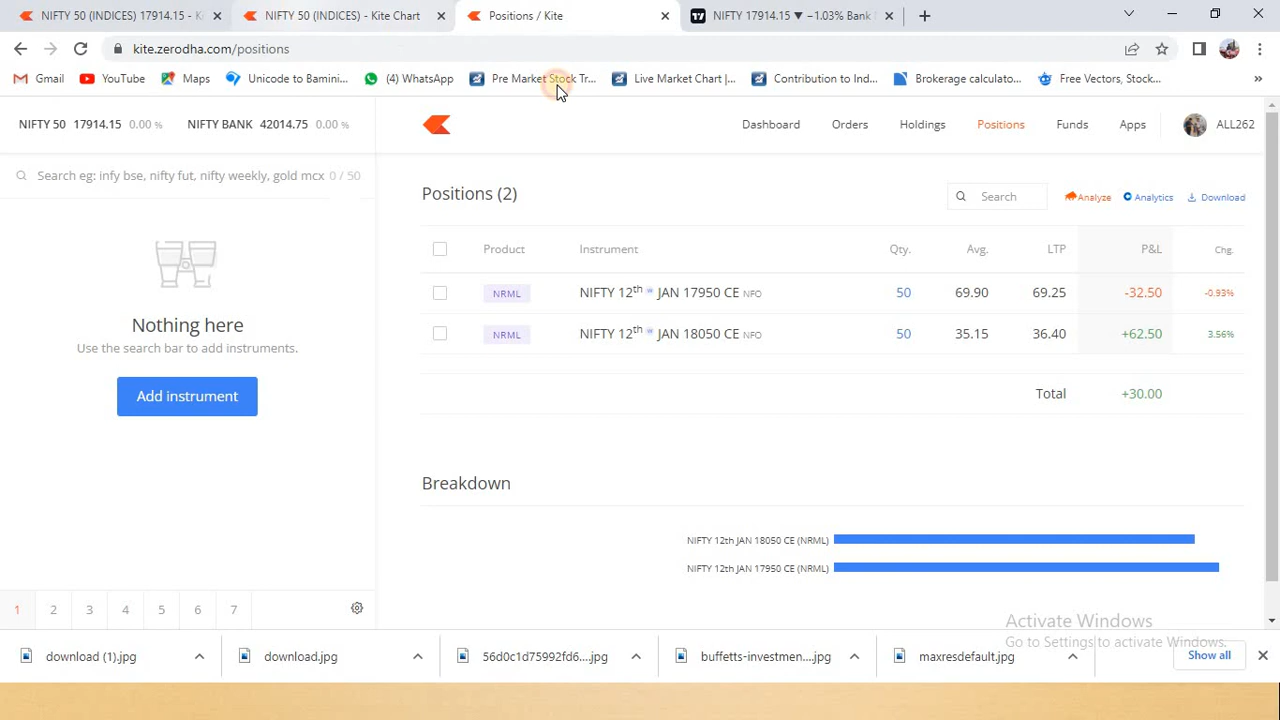 NIFTY 50 (INDICES) 17914.15 - Ki
NIFTY 50 (INDICES) - Kite Chart
Positions / Kite
NIFTY 17914.15 ▼ −1.03% Bank
kite.zerodha.com/positions
Gmail YouTube Maps Unicode to Bamini... (4) WhatsApp Pre Market Stock Tr... Live Market Chart |... Contribution to Ind... Brokerage calculato... Free Vectors, Stock... »
NIFTY 50 17914.15 0.00 % NIFTY BANK 42014.75 0.00 %
Dashboard Orders Holdings Positions Funds Apps ALL262
Search eg: infy bse, nifty fut, nifty weekly, gold mcx 0 / 50
Positions (2)
Search Analyze Analytics Download
Product Instrument Qty. Avg. LTP P&L Chg.
NRML NIFTY 12th w JAN 17950 CE NFO 50 69.90 69.25 -32.50 -0.93%
NRML NIFTY 12th w JAN 18050 CE NFO 50 35.15 36.40 +62.50 3.56%
Total +30.00
Nothing here
Use the search bar to add instruments.
Add instrument
Breakdown
NIFTY 12th JAN 18050 CE (NRML)
NIFTY 12th JAN 17950 CE (NRML)
1 2 3 4 5 6 7
Activate Windows
Go to Settings to activate Windows.
download (1).jpg download.jpg 56d0c1d75992fd6....jpg buffetts-investmen....jpg maxresdefault.jpg Show all